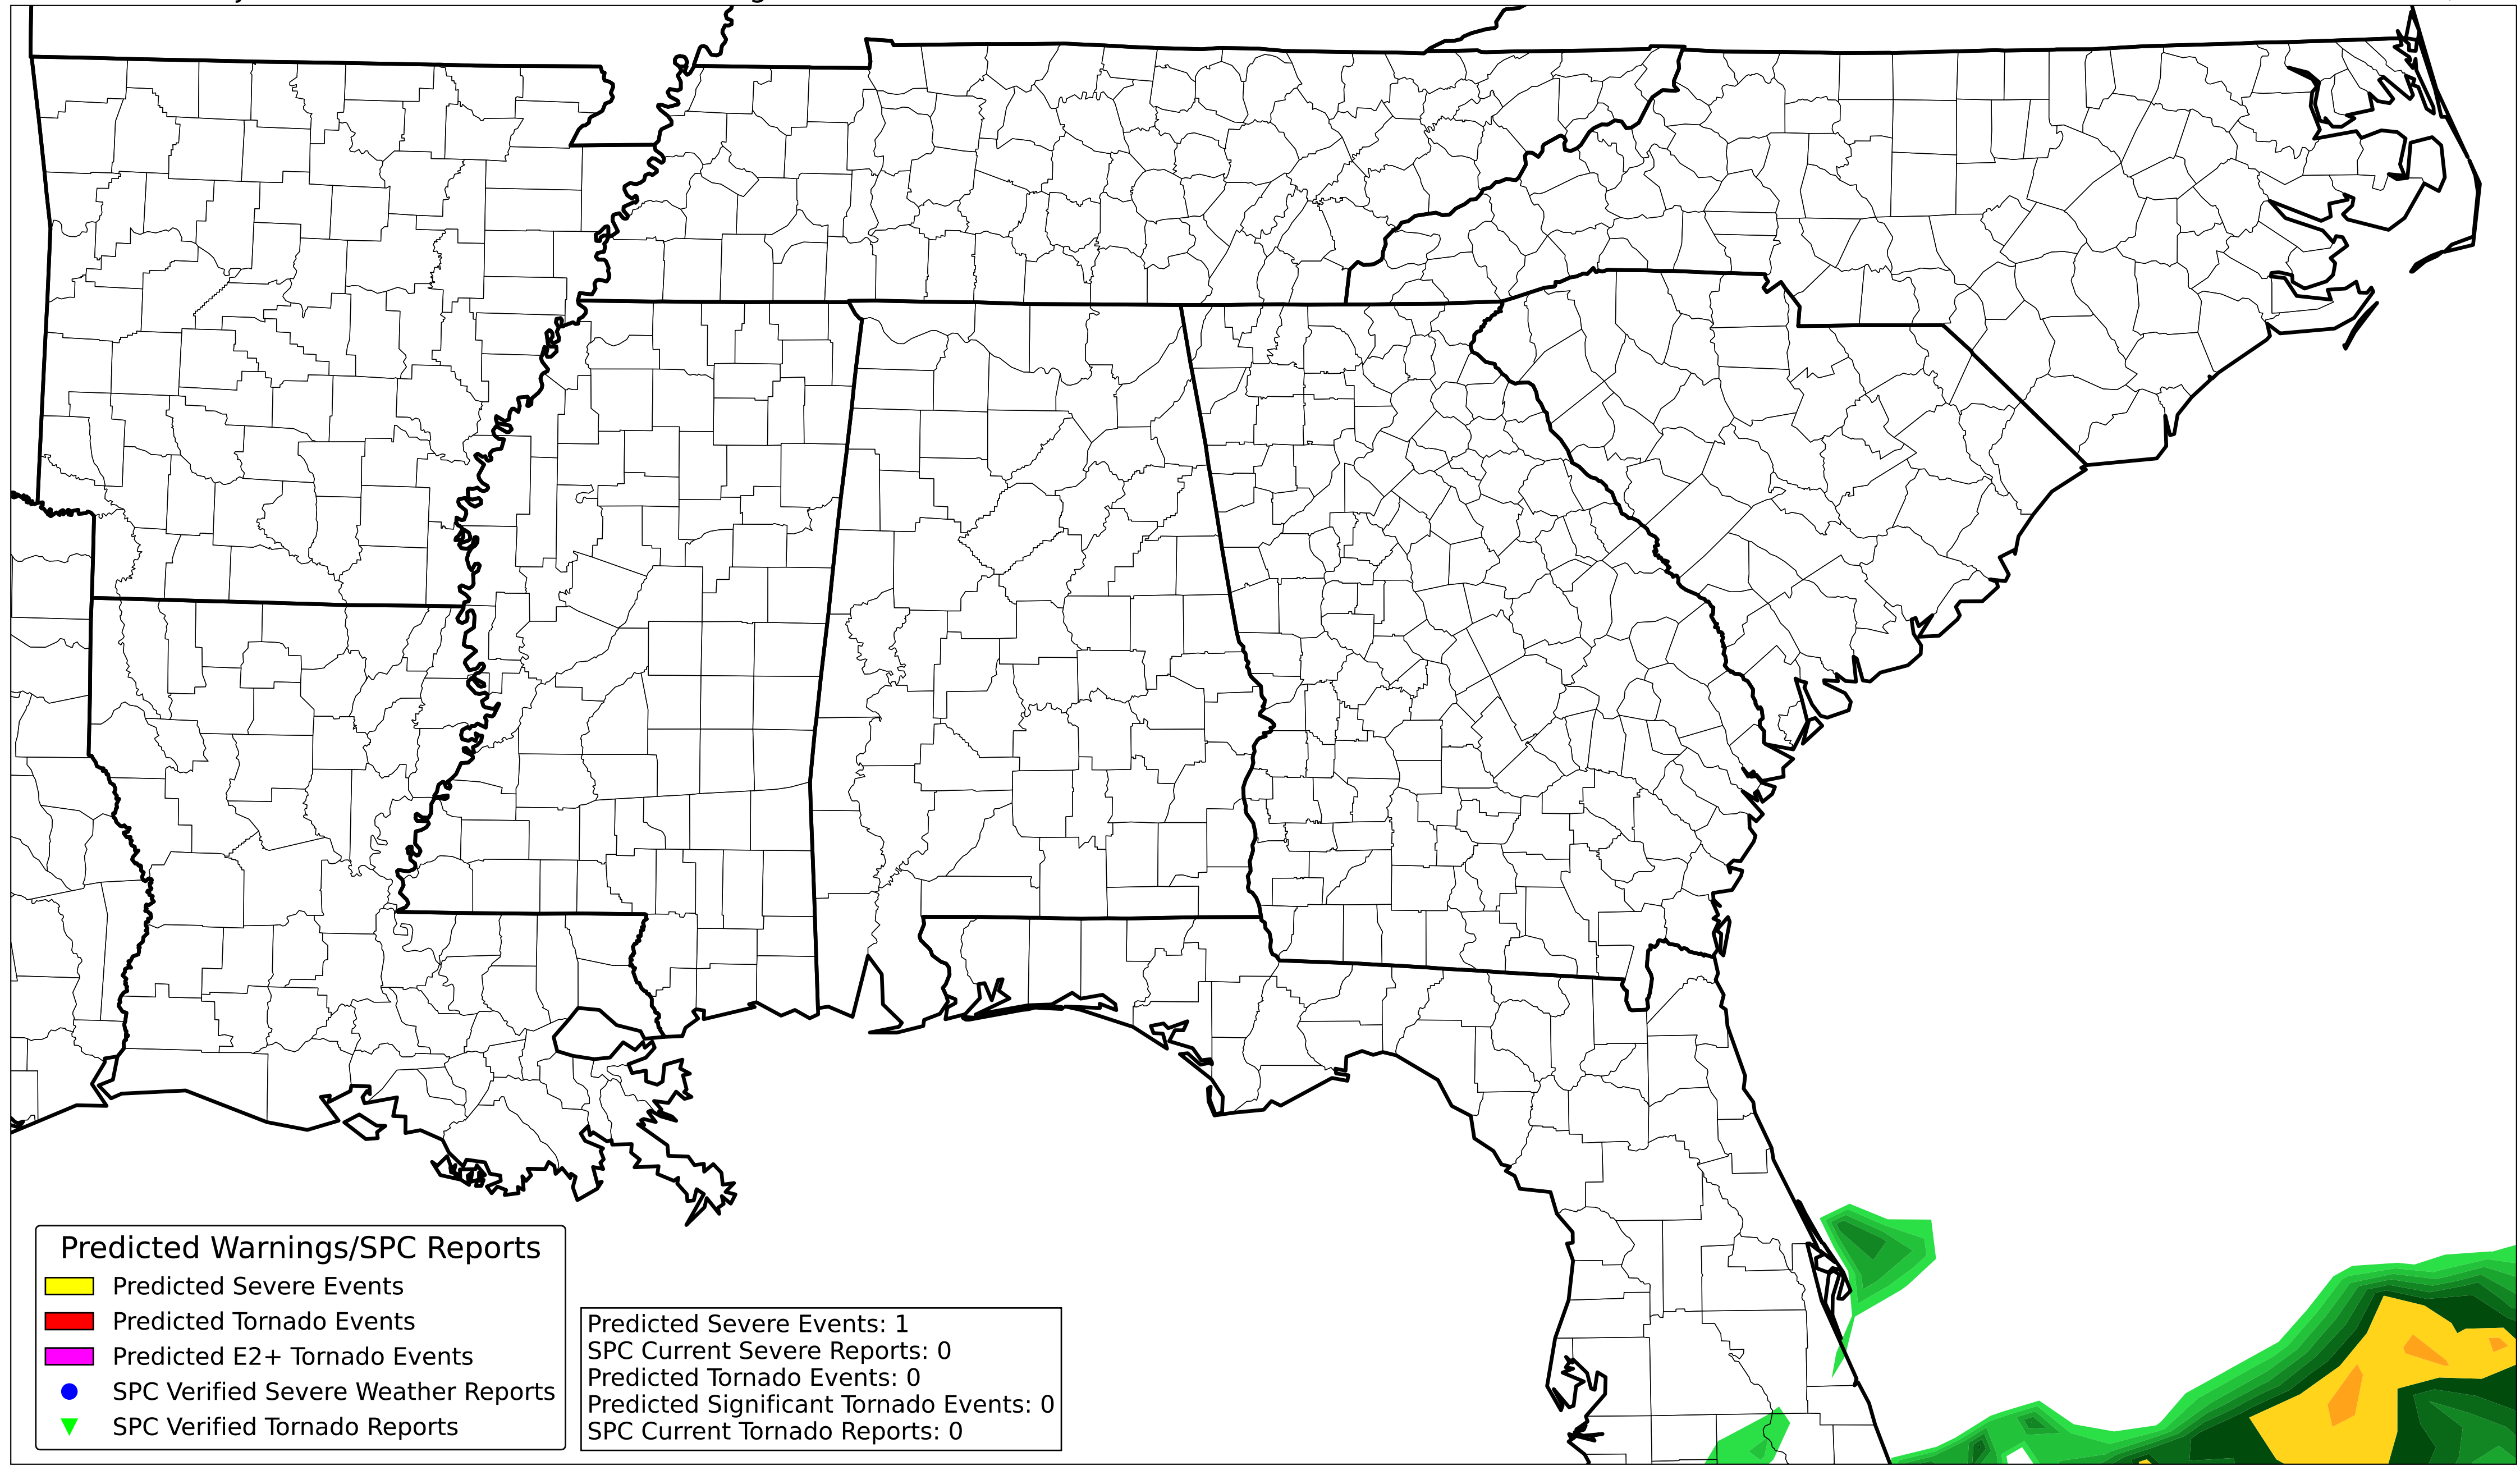 Predicted Warnings/SPC Reports
Predicted Severe Events
Predicted Tornado Events
Predicted E2+ Tornado Events
SPC Verified Severe Weather Reports
SPC Verified Tornado Reports
Predicted Severe Events: 1
SPC Current Severe Reports: 0
Predicted Tornado Events: 0
Predicted Significant Tornado Events: 0
SPC Current Tornado Reports: 0